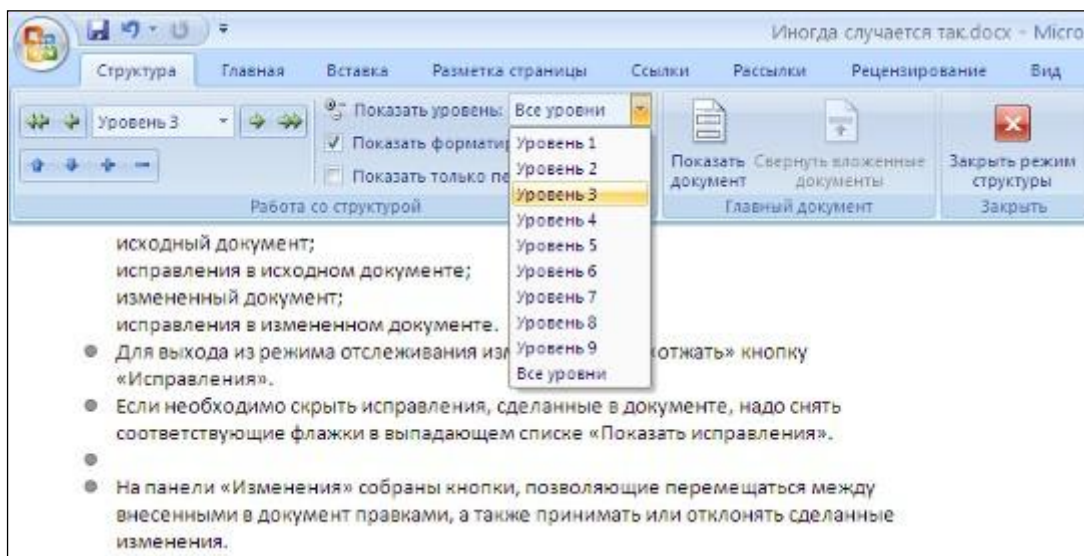 Иногда случается так.docx - Micro
Структура Главная Вставка Разметка страницы Ссылки Рассылки Рецензирование Вид
Уровень 3
Показать уровень: Все уровни
Показать формати
Показать только пе
Работа со структурой
Уровень 1
Уровень 2
Уровень 3
Уровень 4
Уровень 5
Уровень 6
Уровень 7
Уровень 8
Уровень 9
Все уровни
Показать документ
Свернуть вложенные документы
Главный документ
Закрыть режим структуры
Закрыть
исходный документ;
исправления в исходном документе;
измененный документ;
исправления в измененном документе.
Для выхода из режима отслеживания из «отжать» кнопку
«Исправления».
Если необходимо скрыть исправления, сделанные в документе, надо снять
соответствующие флажки в выпадающем списке «Показать исправления».
На панели «Изменения» собраны кнопки, позволяющие перемещаться между
внесенными в документ правками, а также принимать или отклонять сделанные
изменения.